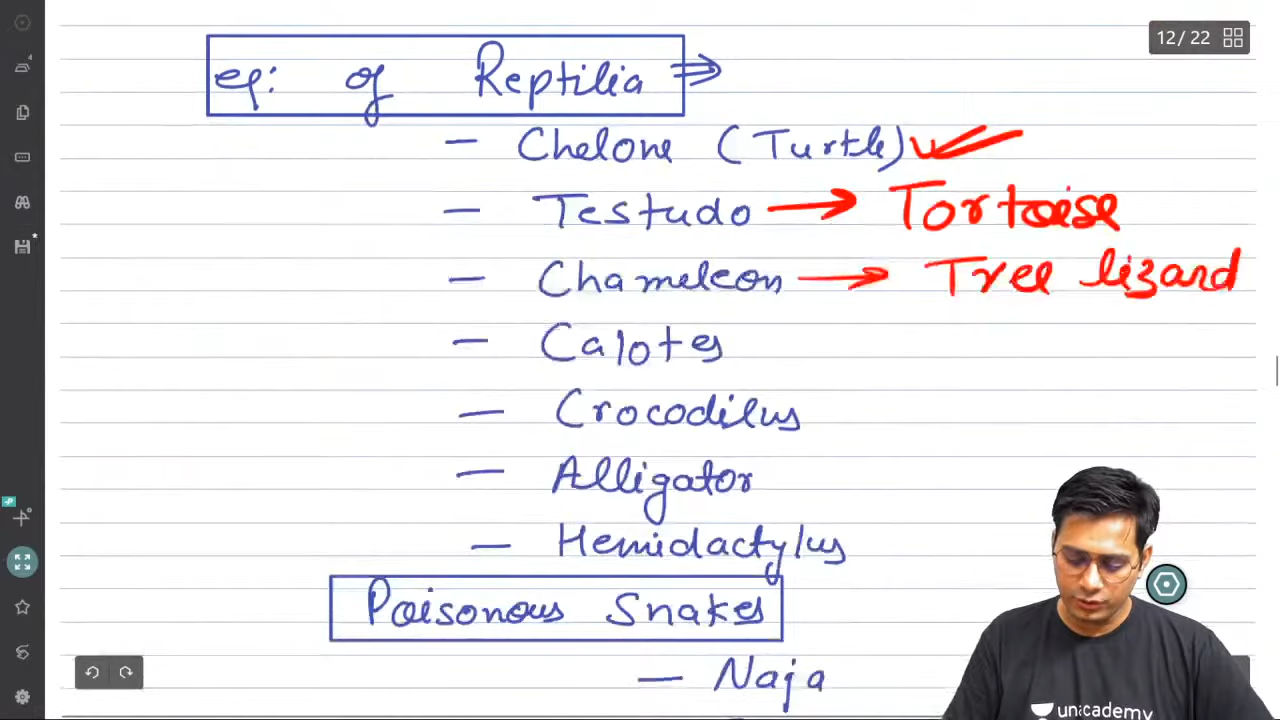 12/ 22
eg: of Reptilia ⇒
- Chelone (Turtle) ✓
- Testudo → Tortoise
- Chameleon → Tree lizard
- Calotes
- Crocodilus
- Alligator
- Hemidactylus
Poisonous Snakes
- Naja
unacademy